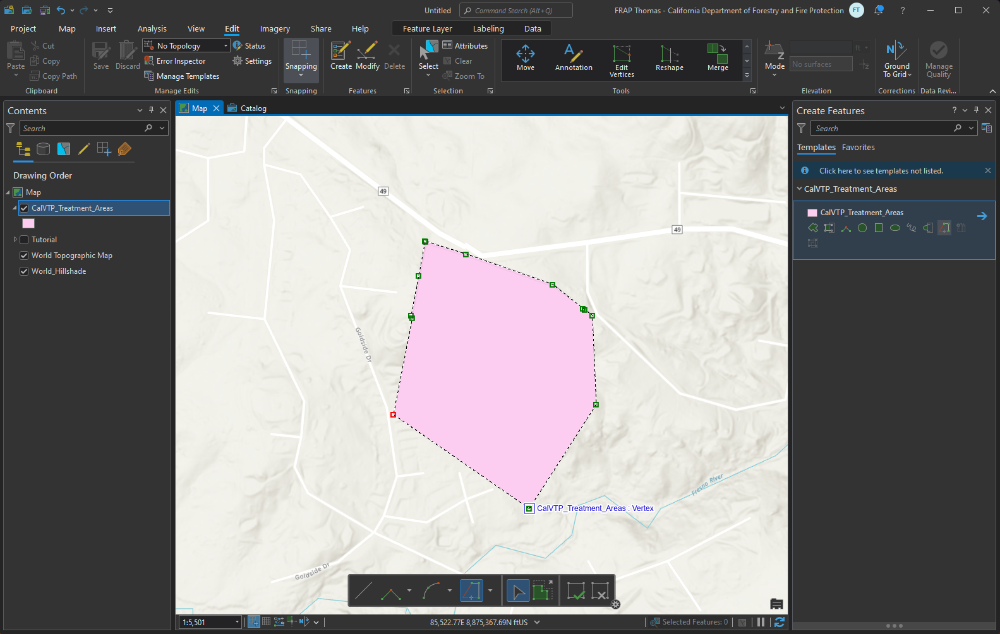 Untitled
Command Search (Alt+Q)
FRAP Thomas - California Department of Forestry and Fire Protection
FT
?
Project
Map
Insert
Analysis
View
Edit
Imagery
Share
Help
Feature Layer
Labeling
Data
Paste
Cut
Copy
Copy Path
Clipboard
Save
Discard
No Topology
Error Inspector
Manage Templates
Status
Settings
Manage Edits
Snapping
Snapping
Create
Modify
Delete
Features
Select
Attributes
Clear
Zoom To
Selection
Move
Annotation
Edit
Vertices
Reshape
Merge
Tools
Mode
ft
No surfaces
Elevation
Ground
To Grid
Corrections
Manage
Quality
Data Revi...
Contents
Search
Drawing Order
Map
CalVTP_Treatment_Areas
Tutorial
World Topographic Map
World_Hillshade
Map
Catalog
49
49
Goldside Dr
Fresno River
CalVTP_Treatment_Areas : Vertex
Goldside Dr
1:5,501
85,522.77E 8,875,367.69N ftUS
Selected Features: 0
Create Features
?
Search
Templates
Favorites
Click here to see templates not listed.
CalVTP_Treatment_Areas
CalVTP_Treatment_Areas